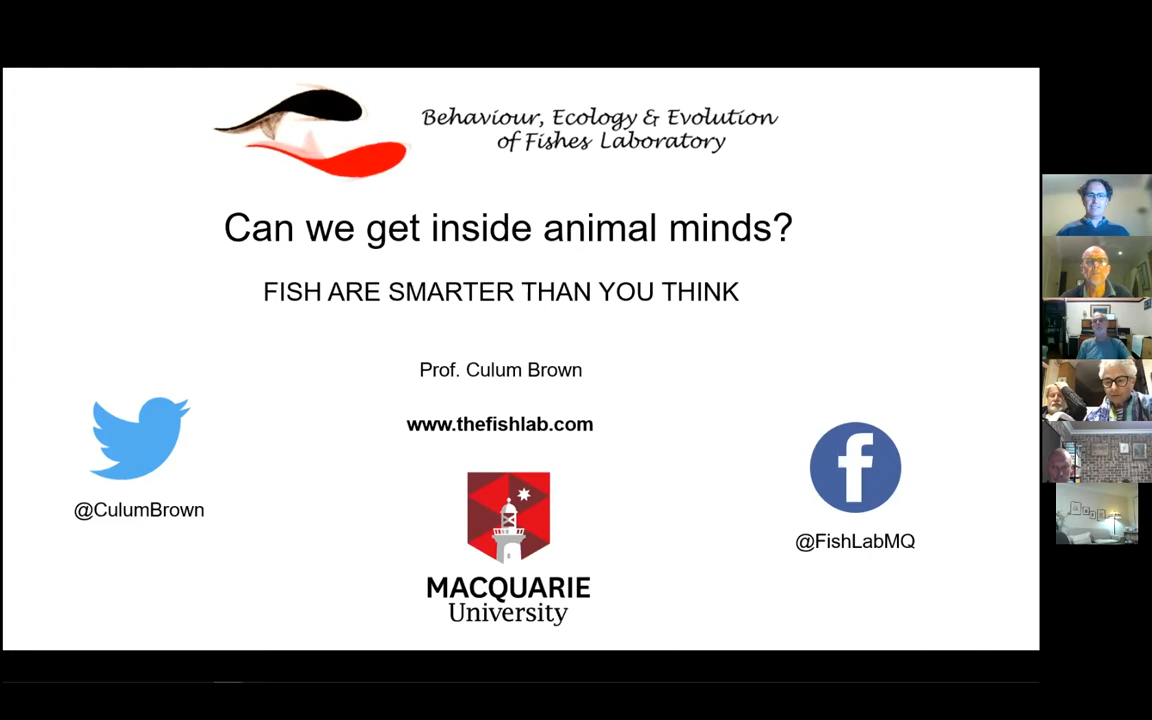 Behaviour, Ecology & Evolution
of Fishes Laboratory
Can we get inside animal minds?
FISH ARE SMARTER THAN YOU THINK
Prof. Culum Brown
www.thefishlab.com
@CulumBrown
@FishLabMQ
MACQUARIE
University